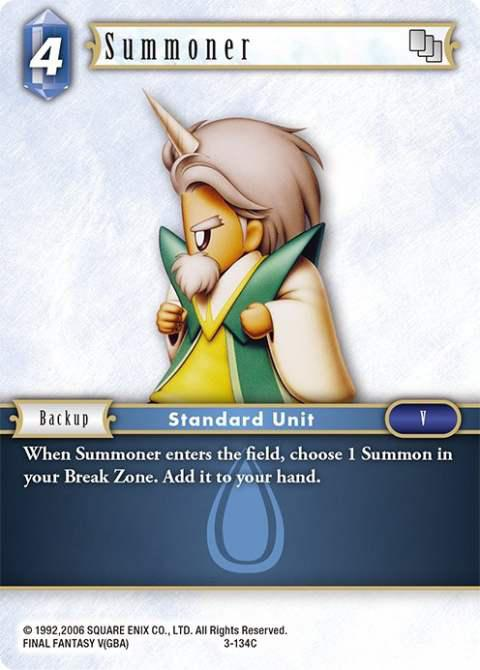 4
Summoner
Backup
Standard Unit
V
When Summoner enters the field, choose 1 Summon in
your Break Zone. Add it to your hand.
© 1992,2006 SQUARE ENIX CO., LTD. All Rights Reserved.
FINAL FANTASY V(GBA)
3-134C